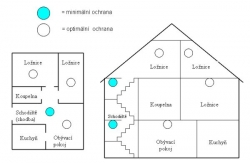 = minimální ochrana
= optimální ochrana
Ložnice
Ložnice
Koupelna
Schodiště
(chodba)
Kuchyň
Obývací
pokoj
Ložnice
Ložnice
Koupelna
Schodiště
Obývací
pokoj
Kuchyň